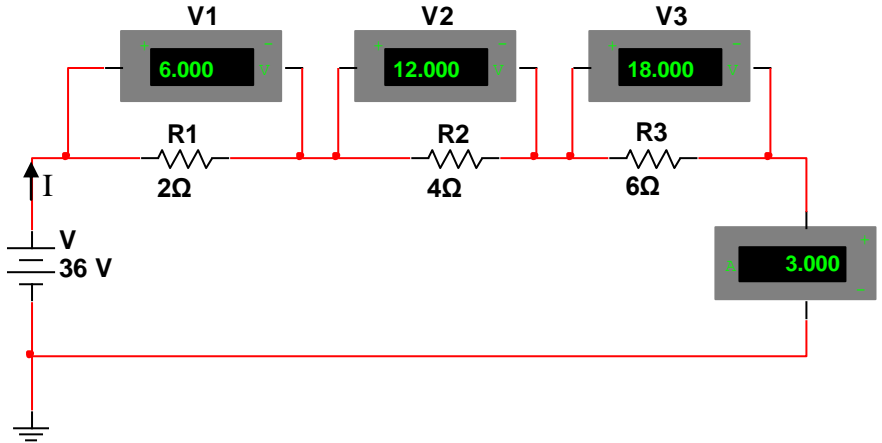 V1 V2 V3
+ - + - + -
6.000 V 12.000 V 18.000 V
R1 R2 R3
2Ω 4Ω 6Ω
I
V
36 V
+
A 3.000
-